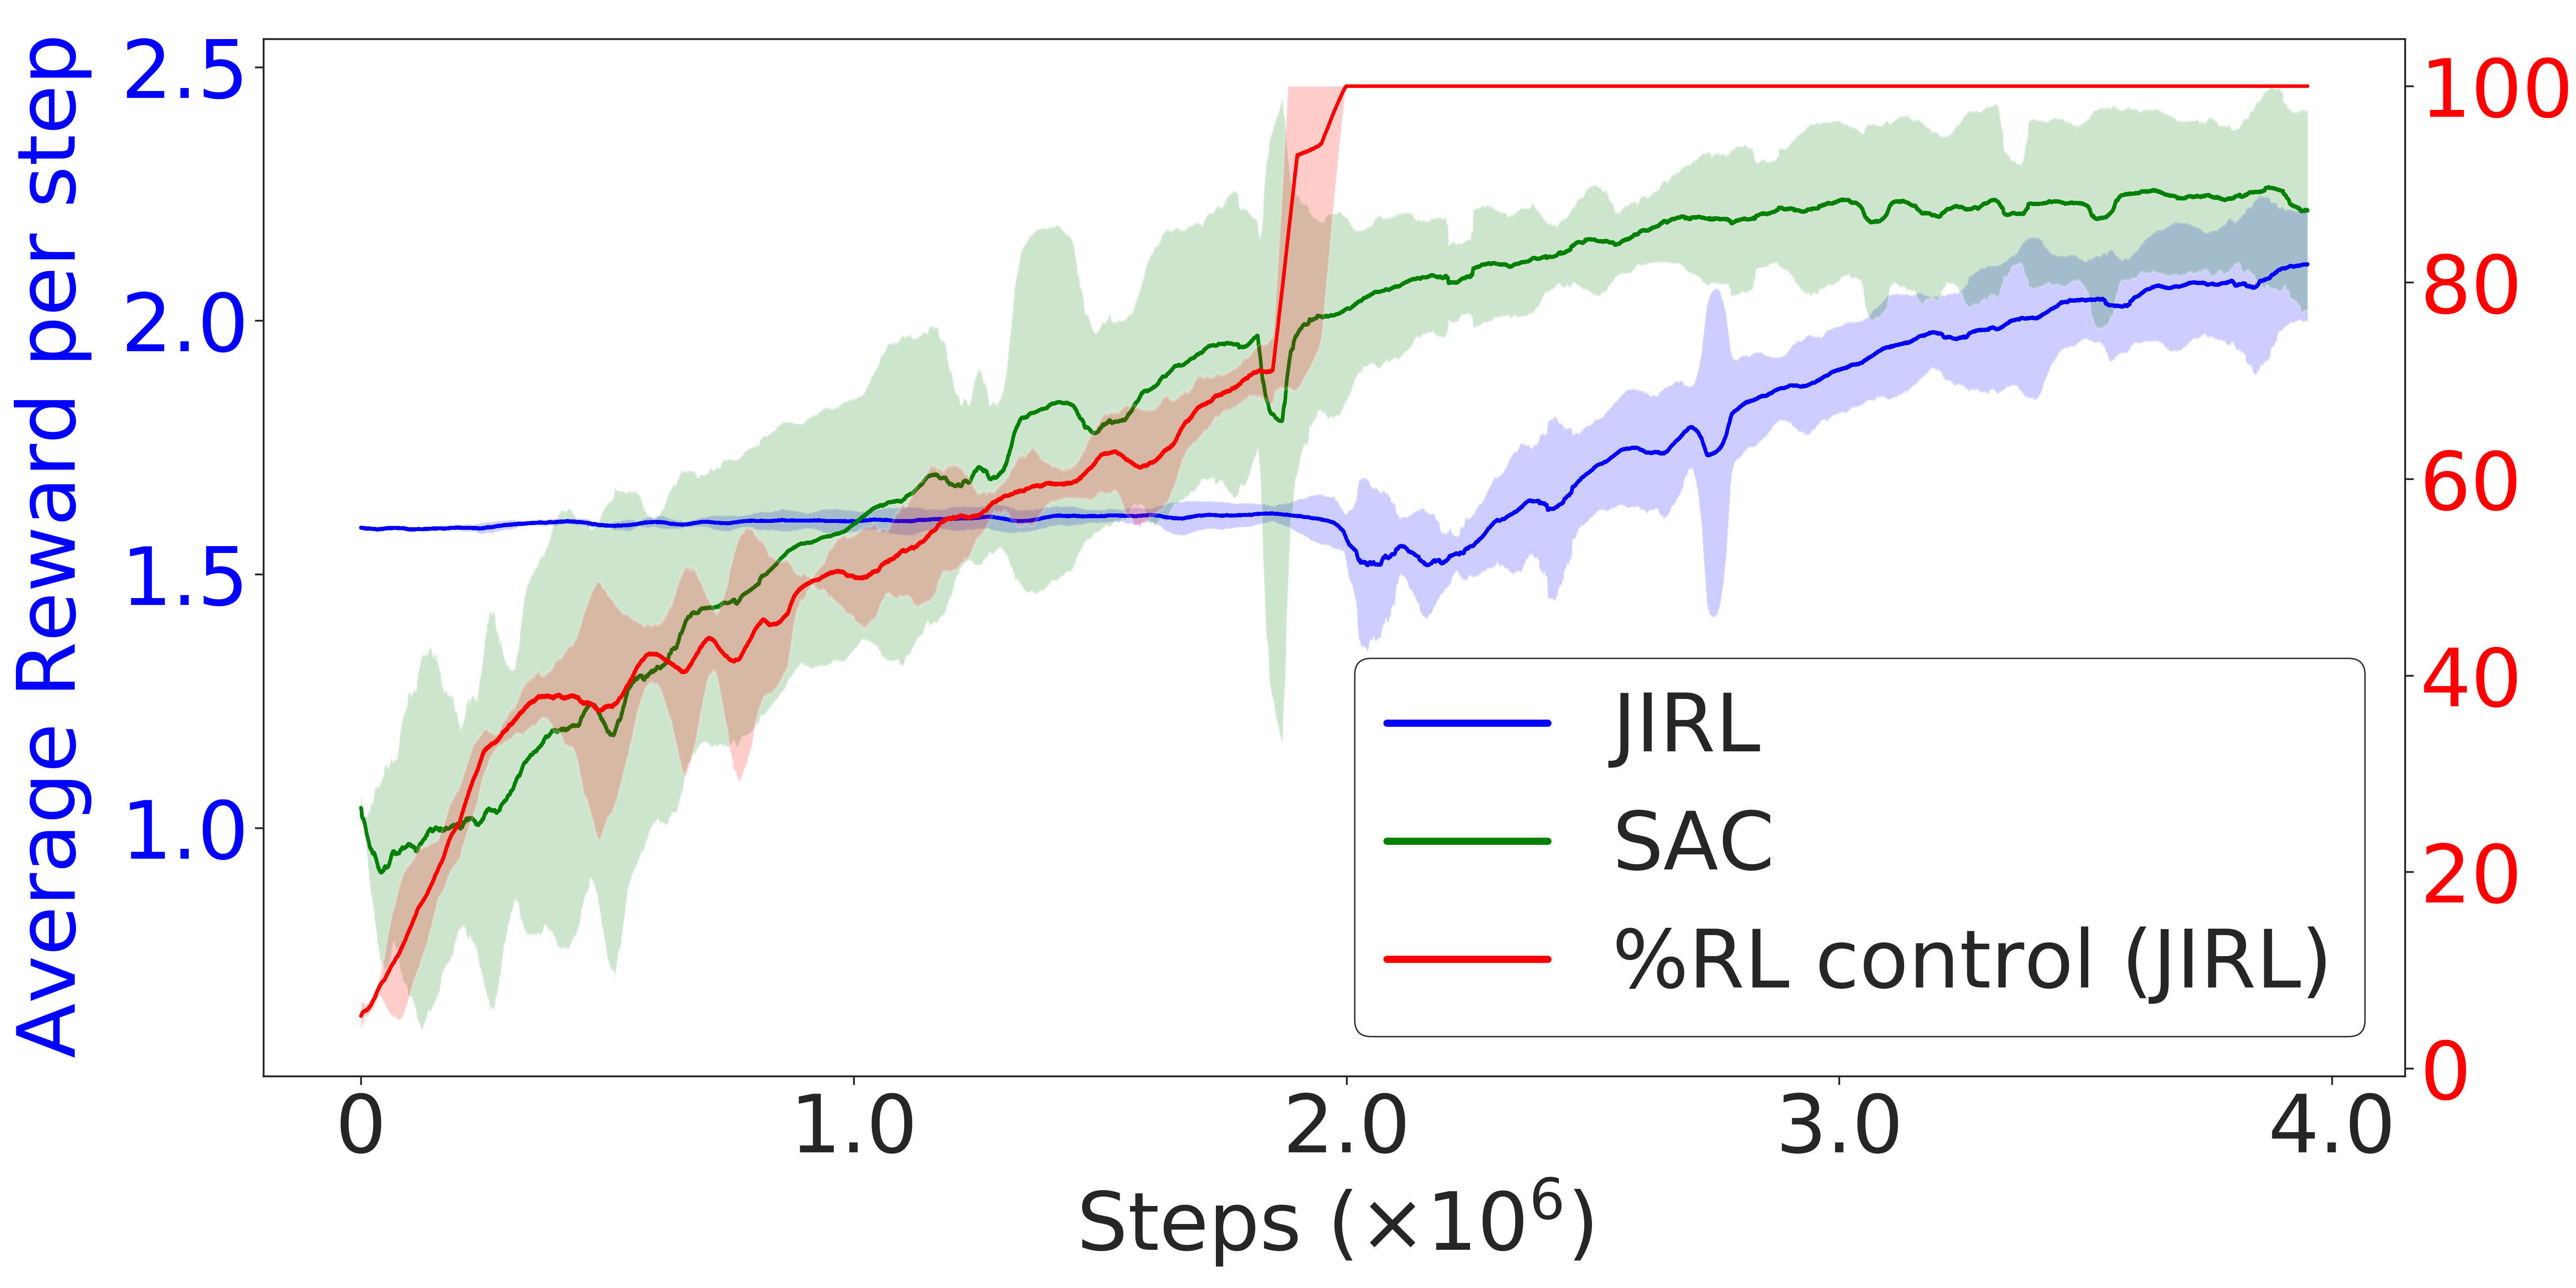 Average Reward per step
2.5
2.0
1.5
1.0
100
80
60
40
20
0
JIRL
SAC
%RL control (JIRL)
0 1.0 2.0 3.0 4.0
Steps (×10⁶)